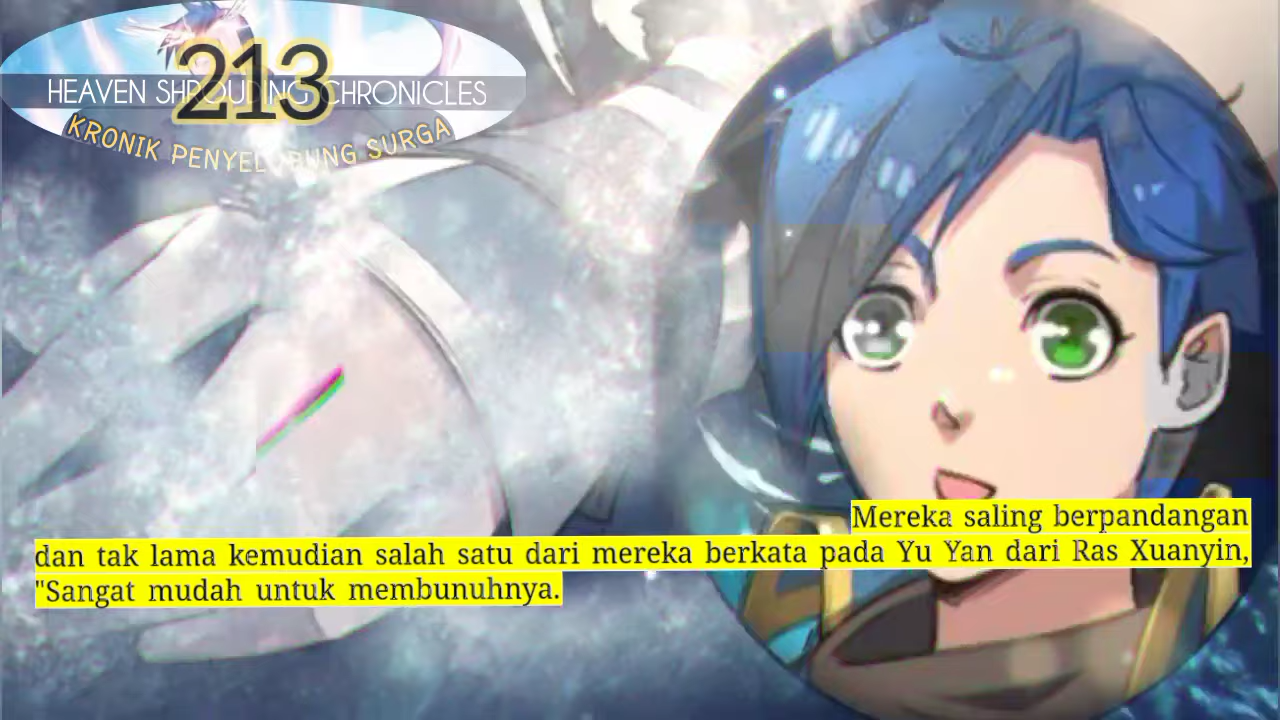 213
HEAVEN SHROUDING CHRONICLES
KRONIK PENYELUBUNG SURGA
Mereka saling berpandangan
dan tak lama kemudian salah satu dari mereka berkata pada Yu Yan dari Ras Xuanyin,
"Sangat mudah untuk membunuhnya.